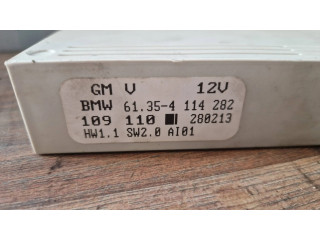 GM V 12V
BMW 61.35-4 114 282
109 110 280213
HW1.1 SW2.0 AI01